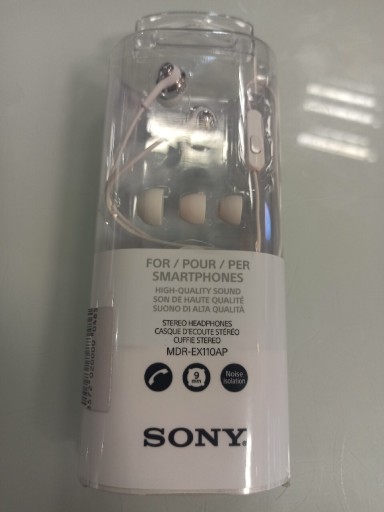 FOR / POUR / PER
SMARTPHONES
HIGH-QUALITY SOUND
SON DE HAUTE QUALITÉ
SUONO DI ALTA QUALITÀ
STEREO HEADPHONES
CASQUE D'ECOUTE STÉRÉO
CUFFIE STEREO
MDR-EX110AP
9
mm
Noise
Isolation
SONY